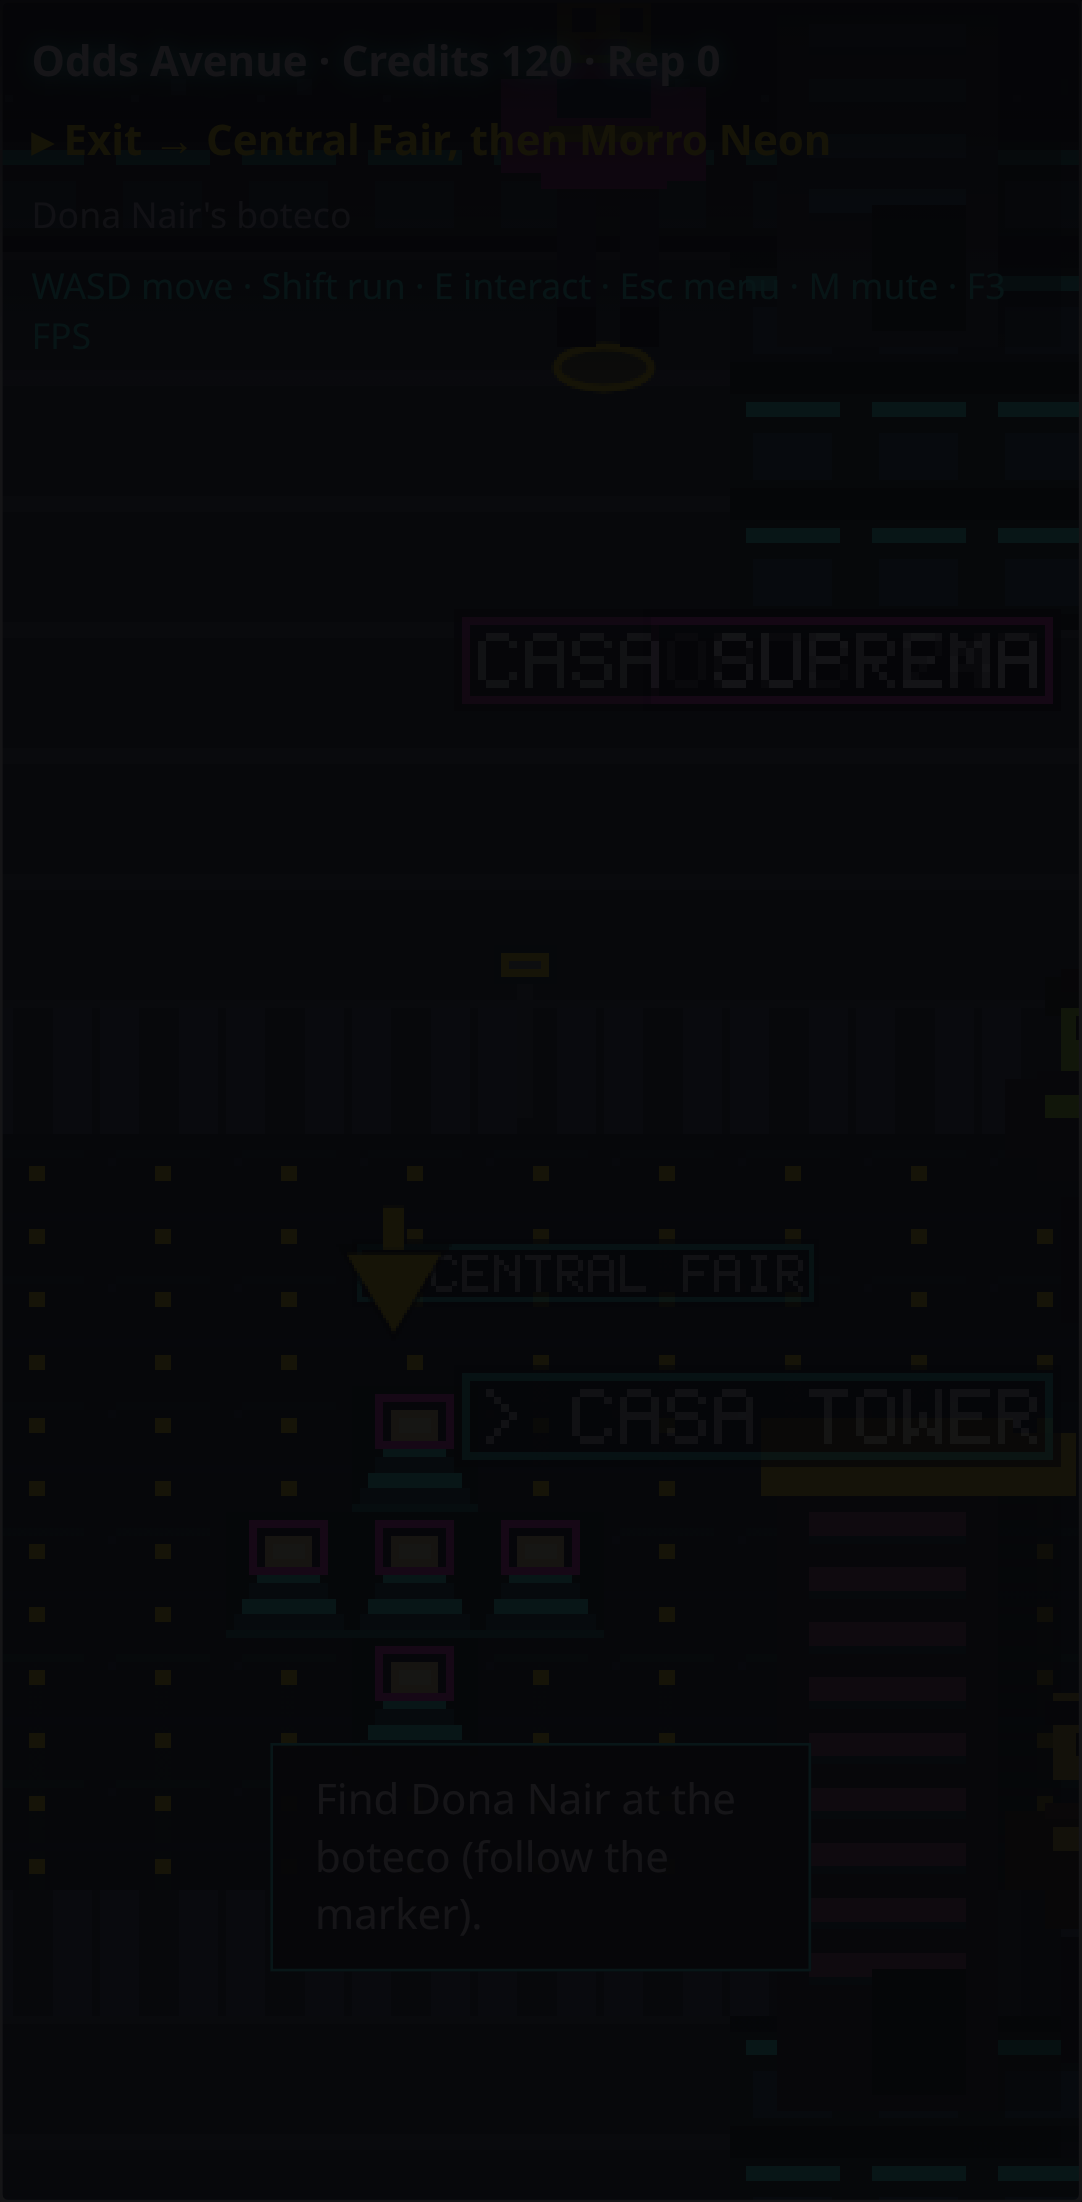 Odds Avenue · Credits 120 · Rep 0
▸ Exit → Central Fair, then Morro Neon
Dona Nair's boteco
WASD move · Shift run · E interact · Esc menu · M mute · F3
FPS
CASA SUPREMA
CENTRAL FAIR
> CASA TOWER
Find Dona Nair at the
boteco (follow the
marker).